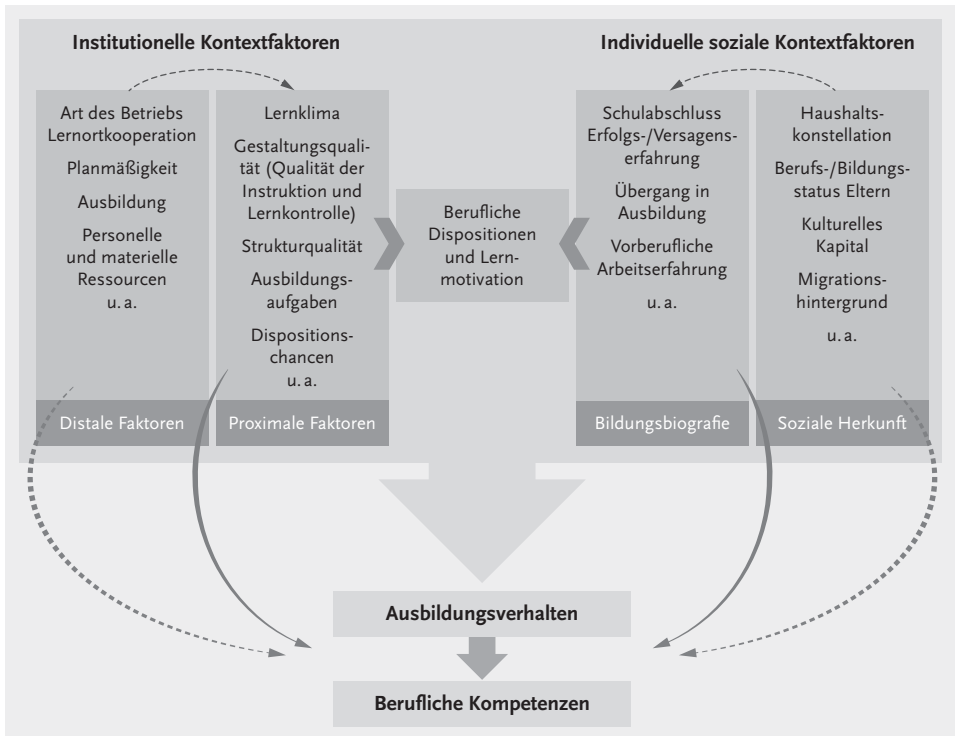 Institutionelle Kontextfaktoren
Art des Betriebs
Lernortkooperation
Planmäßigkeit
Ausbildung
Personelle
und materielle
Ressourcen
u. a.
Distale Faktoren
Lernklima
Gestaltungsquali-
tät (Qualität der
Instruktion und
Lernkontrolle)
Strukturqualität
Ausbildungs-
aufgaben
Dispositions-
chancen
u. a.
Proximale Faktoren
Berufliche
Dispositionen
und Lern-
motivation
Individuelle soziale Kontextfaktoren
Schulabschluss
Erfolgs-/Versagens-
erfahrung
Übergang in
Ausbildung
Vorberufliche
Arbeitserfahrung
u. a.
Bildungsbiografie
Haushalts-
konstellation
Berufs-/Bildungs-
status Eltern
Kulturelles
Kapital
Migrations-
hintergrund
u. a.
Soziale Herkunft
Ausbildungsverhalten
Berufliche Kompetenzen